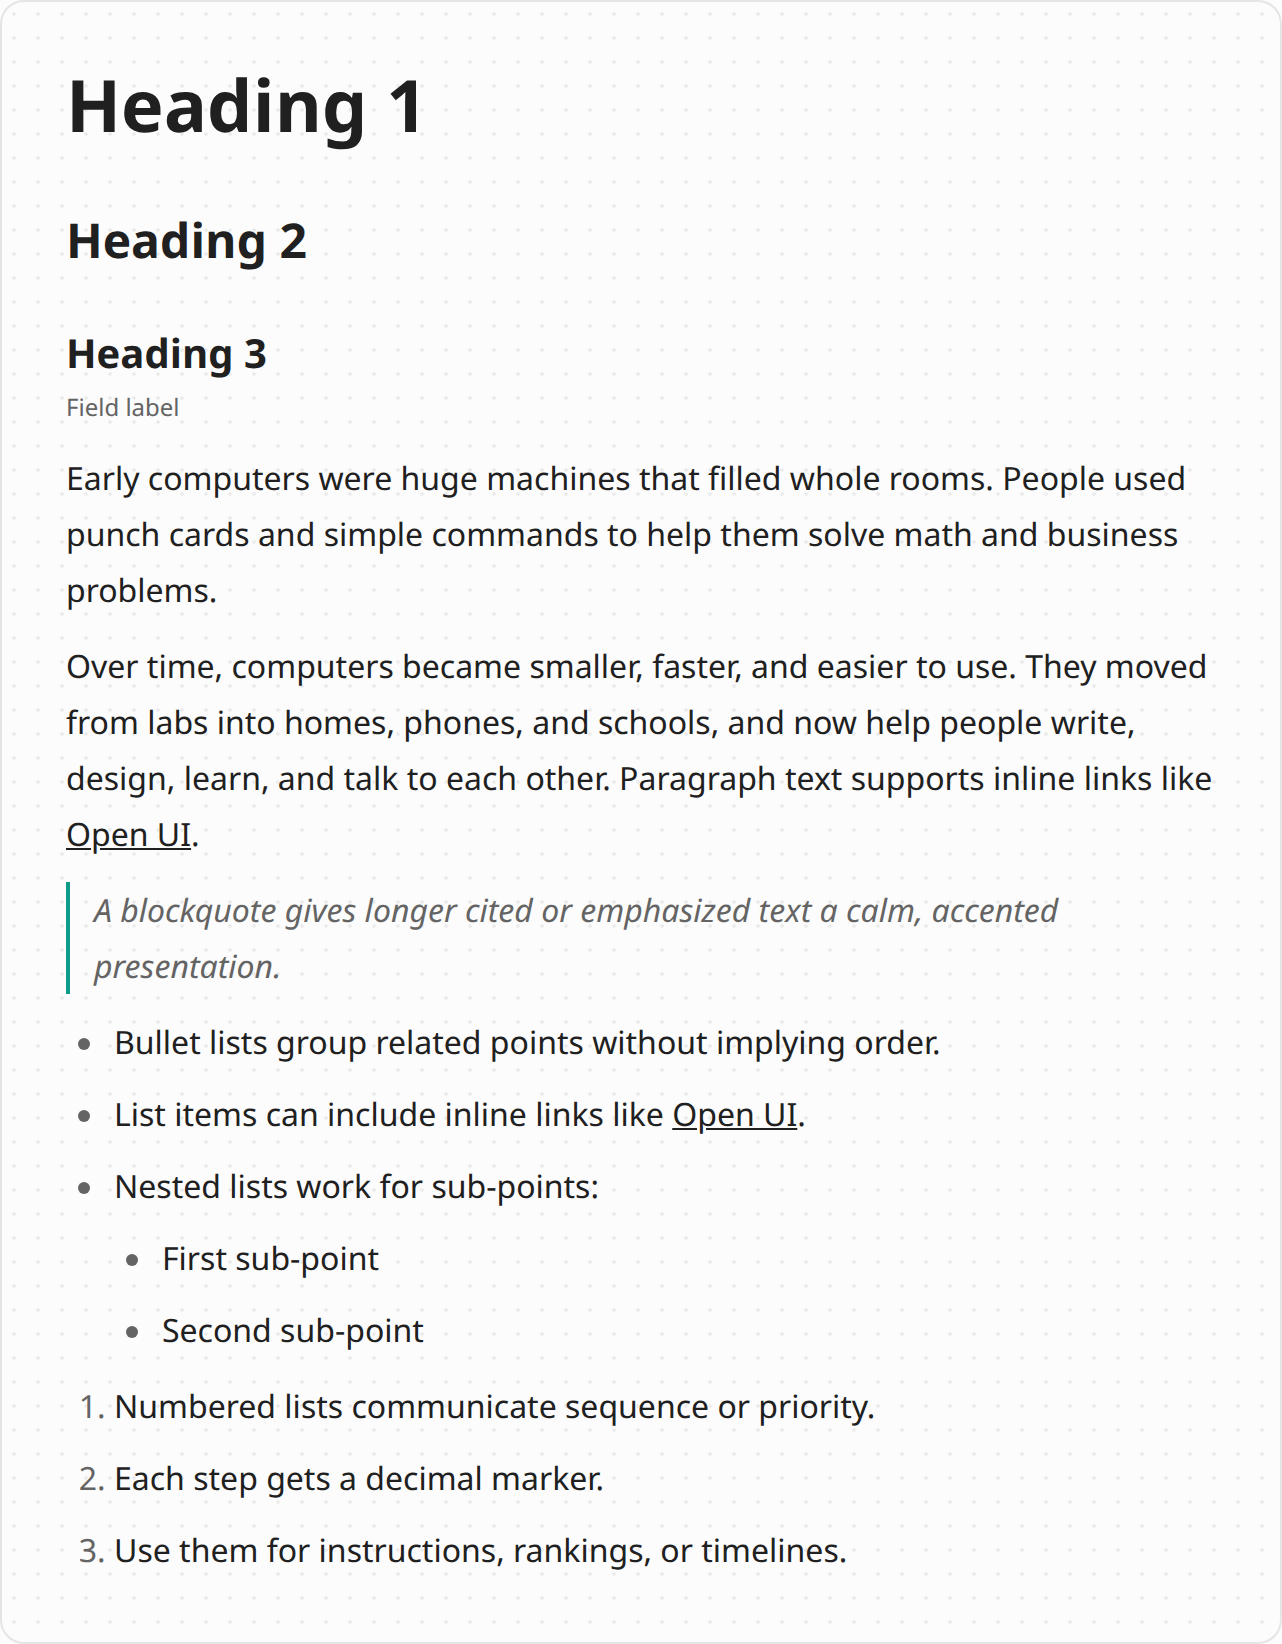 Heading 1
Heading 2
Heading 3
Field label
Early computers were huge machines that filled whole rooms. People used
punch cards and simple commands to help them solve math and business
problems.
Over time, computers became smaller, faster, and easier to use. They moved
from labs into homes, phones, and schools, and now help people write,
design, learn, and talk to each other. Paragraph text supports inline links like
Open UI.
A blockquote gives longer cited or emphasized text a calm, accented
presentation.
• Bullet lists group related points without implying order.
• List items can include inline links like Open UI.
• Nested lists work for sub-points:
• First sub-point
• Second sub-point
1. Numbered lists communicate sequence or priority.
2. Each step gets a decimal marker.
3. Use them for instructions, rankings, or timelines.